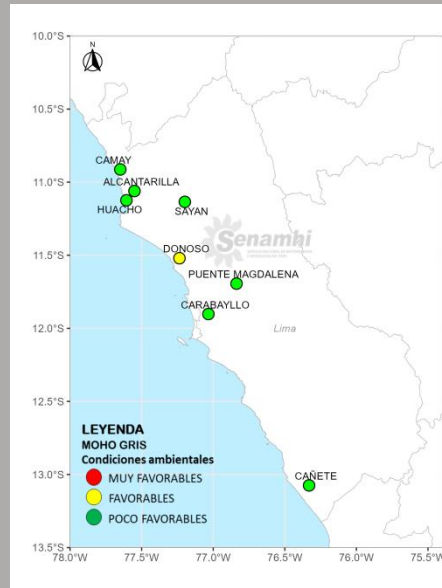 10.0°S
N
10.5°S
CAMAY
11.0°S
ALCANTARILLA
HUACHO
SAYAN
Senamhi
DONOSO
11.5°S
PUENTE MAGDALENA
CARABAYLLO
12.0°S
Lima
12.5°S
LEYENDA
MOHO GRIS
Condiciones ambientales
MUY FAVORABLES
FAVORABLES
POCO FAVORABLES
CAÑETE
13.0°S
13.5°S
78.0°W 77.5°W 77.0°W 76.5°W 76.0°W 75.5°W